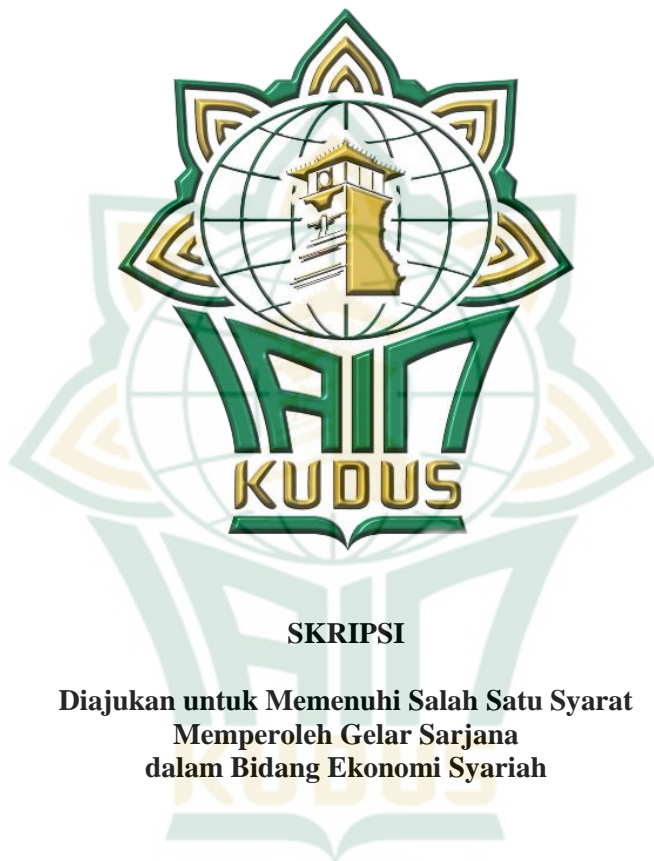 IAIN
KUDUS
SKRIPSI
Diajukan untuk Memenuhi Salah Satu Syarat
Memperoleh Gelar Sarjana
dalam Bidang Ekonomi Syariah